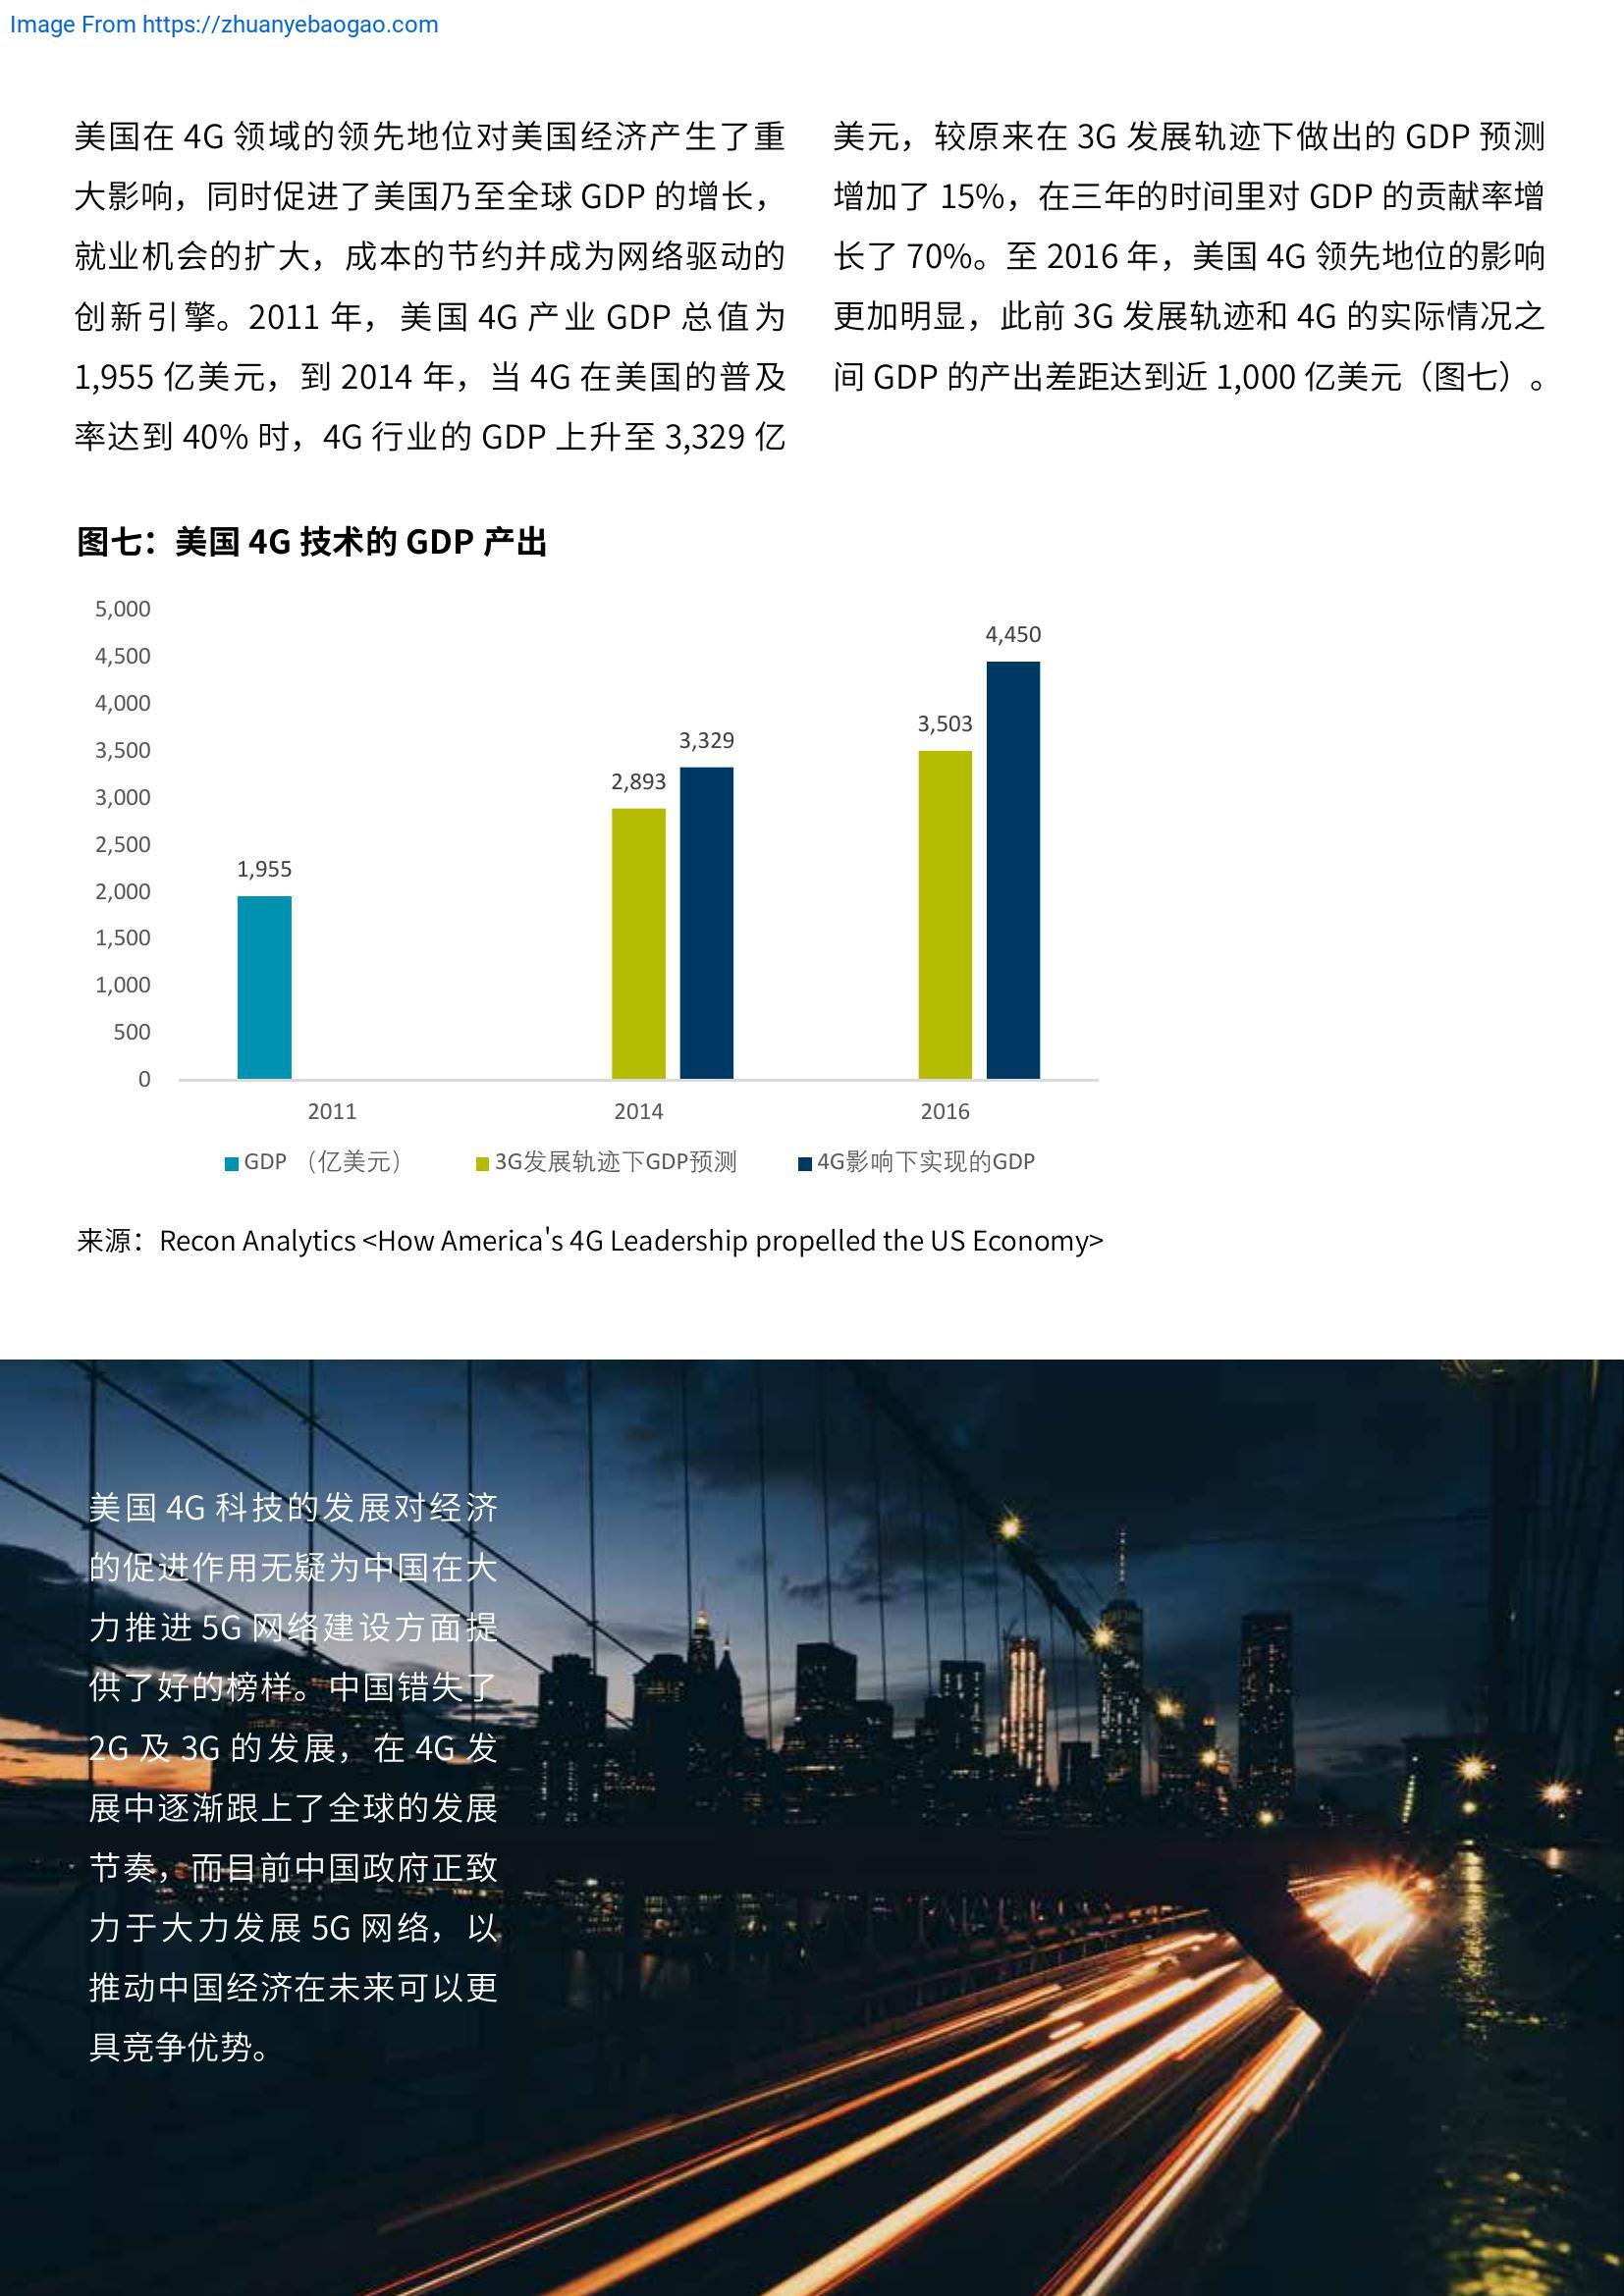 Image From https://zhuanyebaogao.com
美国在 4G 领域的领先地位对美国经济产生了重
大影响，同时促进了美国乃至全球 GDP 的增长，
就业机会的扩大，成本的节约并成为网络驱动的
创新引擎。2011 年，美国 4G 产业 GDP 总值为
1,955 亿美元，到 2014 年，当 4G 在美国的普及
率达到 40% 时，4G 行业的 GDP 上升至 3,329 亿
美元，较原来在 3G 发展轨迹下做出的 GDP 预测
增加了 15%，在三年的时间里对 GDP 的贡献率增
长了 70%。至 2016 年，美国 4G 领先地位的影响
更加明显，此前 3G 发展轨迹和 4G 的实际情况之
间 GDP 的产出差距达到近 1,000 亿美元（图七）。
图七：美国 4G 技术的 GDP 产出
5,000
4,500
4,000
3,500
3,000
2,500
2,000
1,500
1,000
500
0
1,955
2,893
3,329
3,503
4,450
2011
2014
2016
GDP （亿美元）
3G发展轨迹下GDP预测
4G影响下实现的GDP
来源：Recon Analytics <How America's 4G Leadership propelled the US Economy>
美国 4G 科技的发展对经济
的促进作用无疑为中国在大
力推进 5G 网络建设方面提
供了好的榜样。中国错失了
2G 及 3G 的发展，在 4G 发
展中逐渐跟上了全球的发展
节奏，而目前中国政府正致
力于大力发展 5G 网络，以
推动中国经济在未来可以更
具竞争优势。